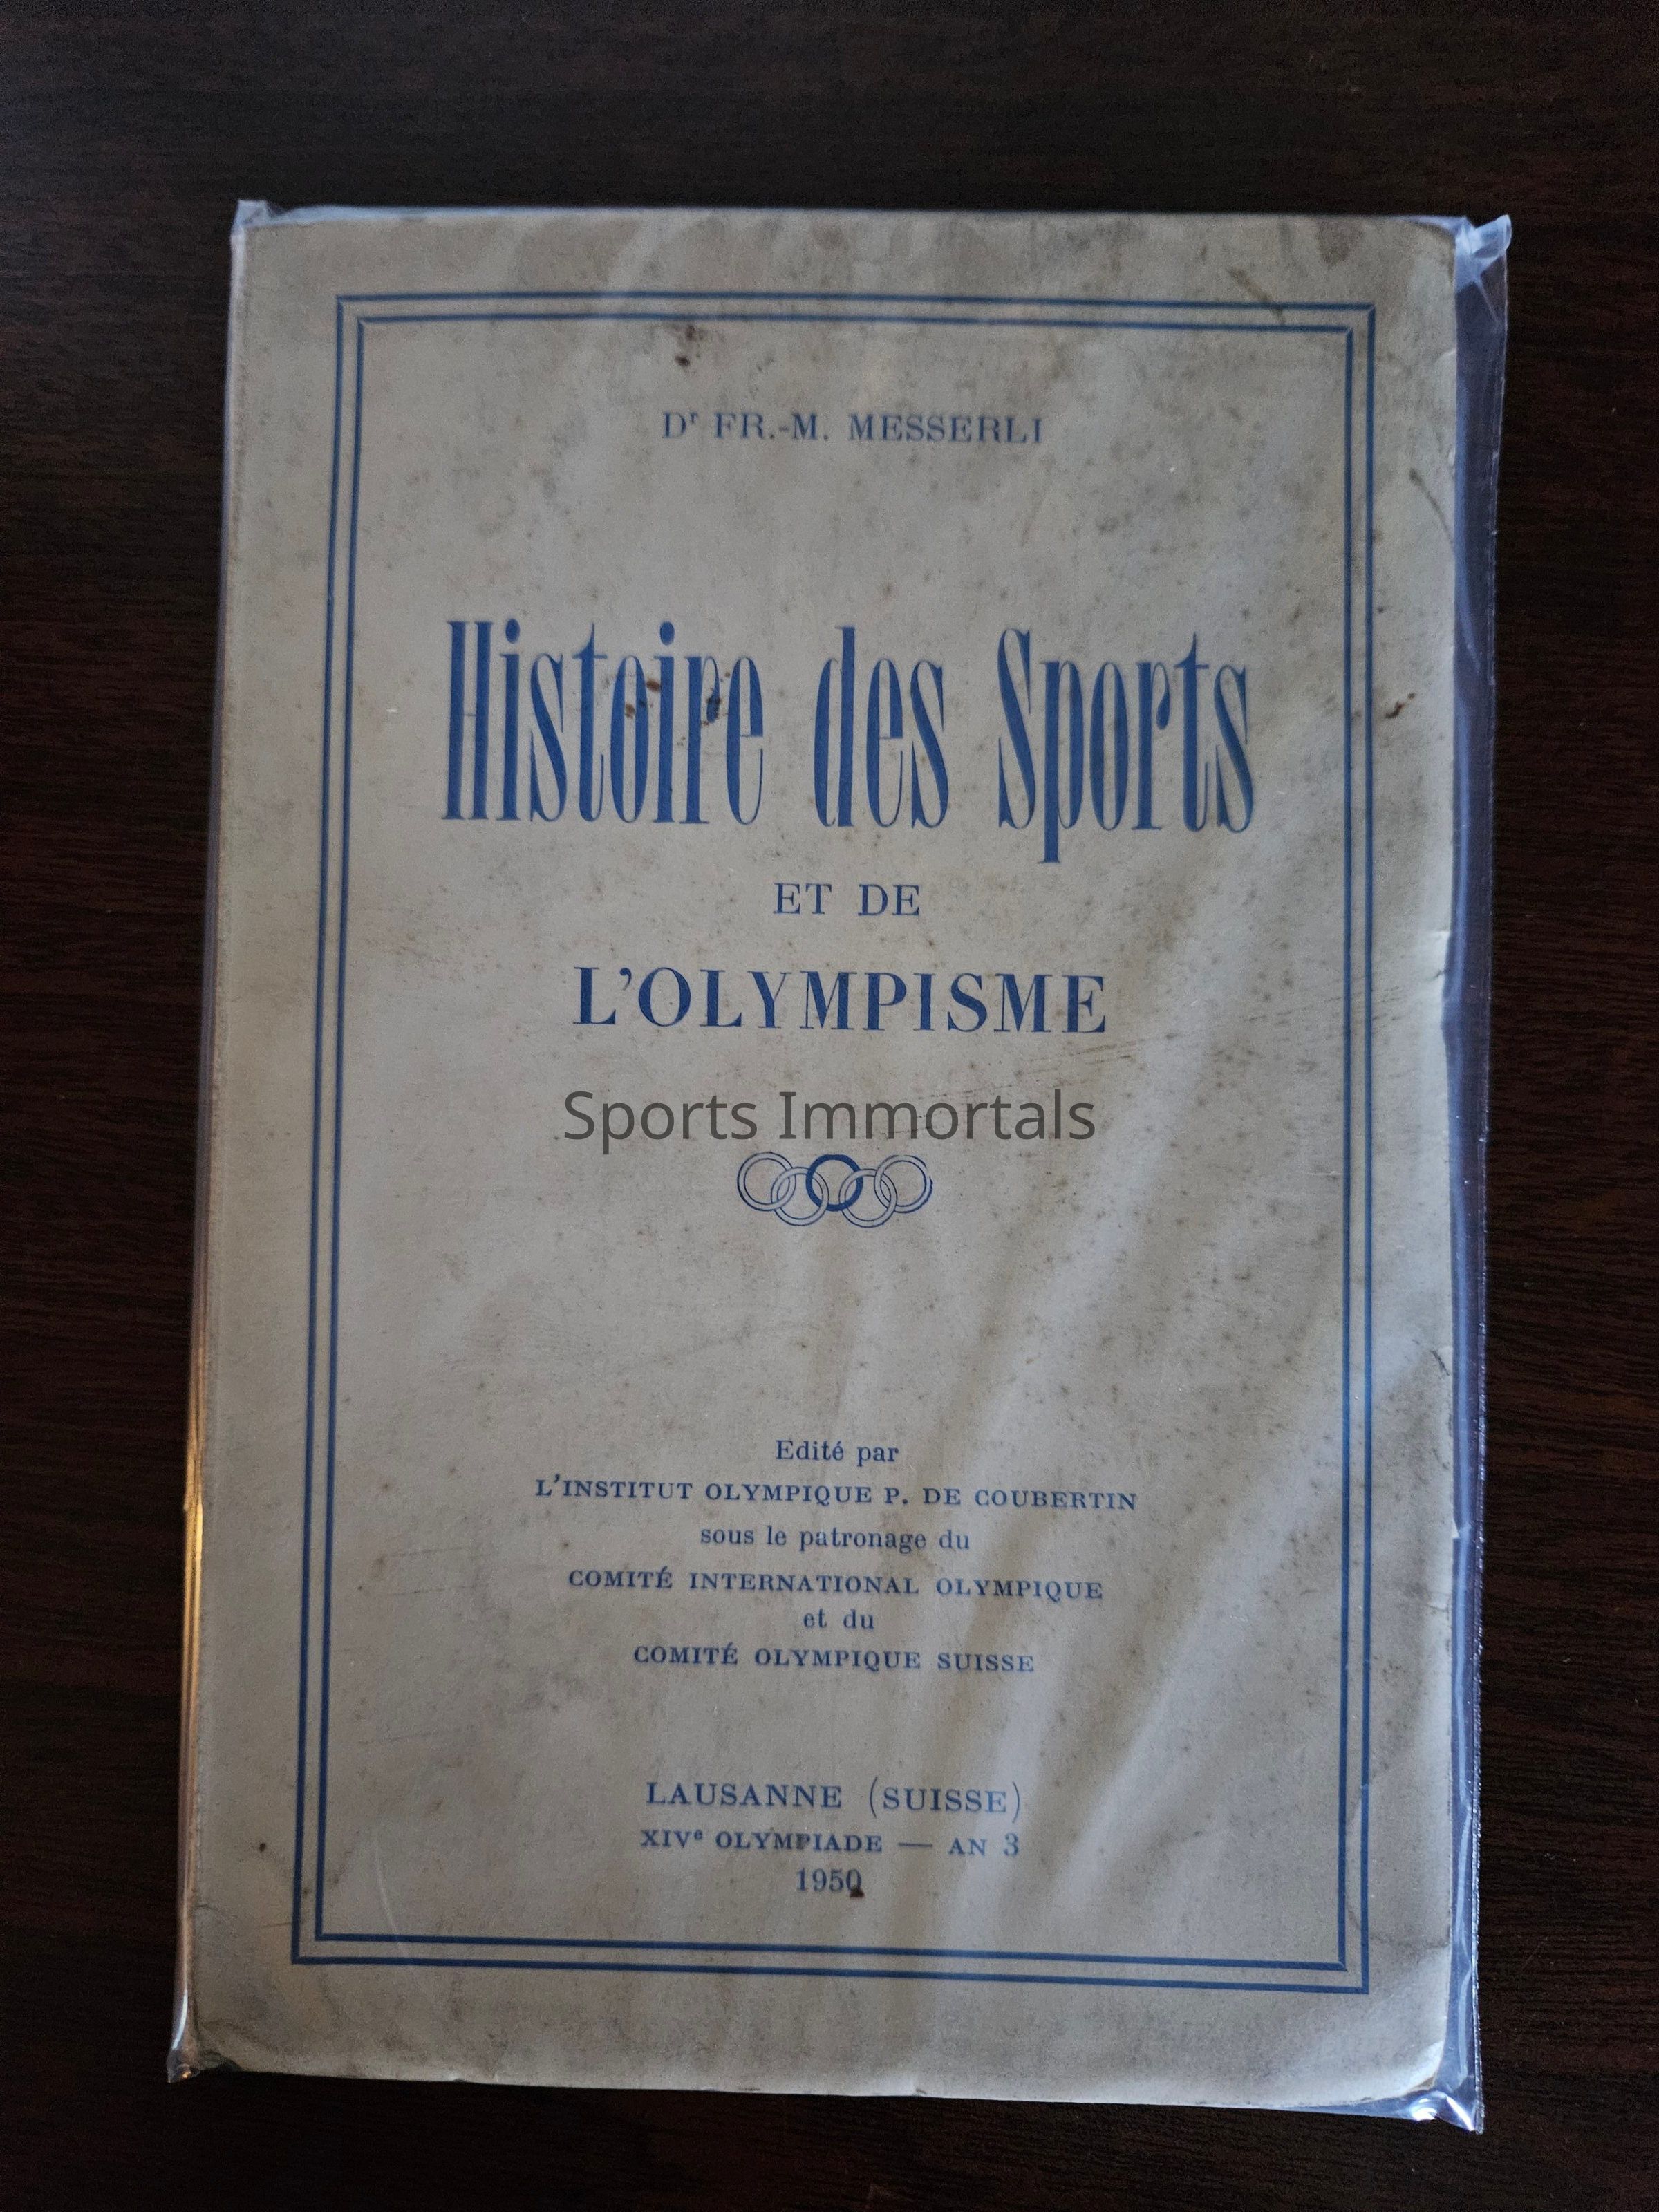 Dʳ FR.-M. MESSERLI
Histoire des Sports
ET DE
L'OLYMPISME
Sports Immortals
Edité par
L'INSTITUT OLYMPIQUE P. DE COUBERTIN
sous le patronage du
COMITÉ INTERNATIONAL OLYMPIQUE
et du
COMITÉ OLYMPIQUE SUISSE
LAUSANNE (SUISSE)
XIVᵉ OLYMPIADE — AN 3
1950